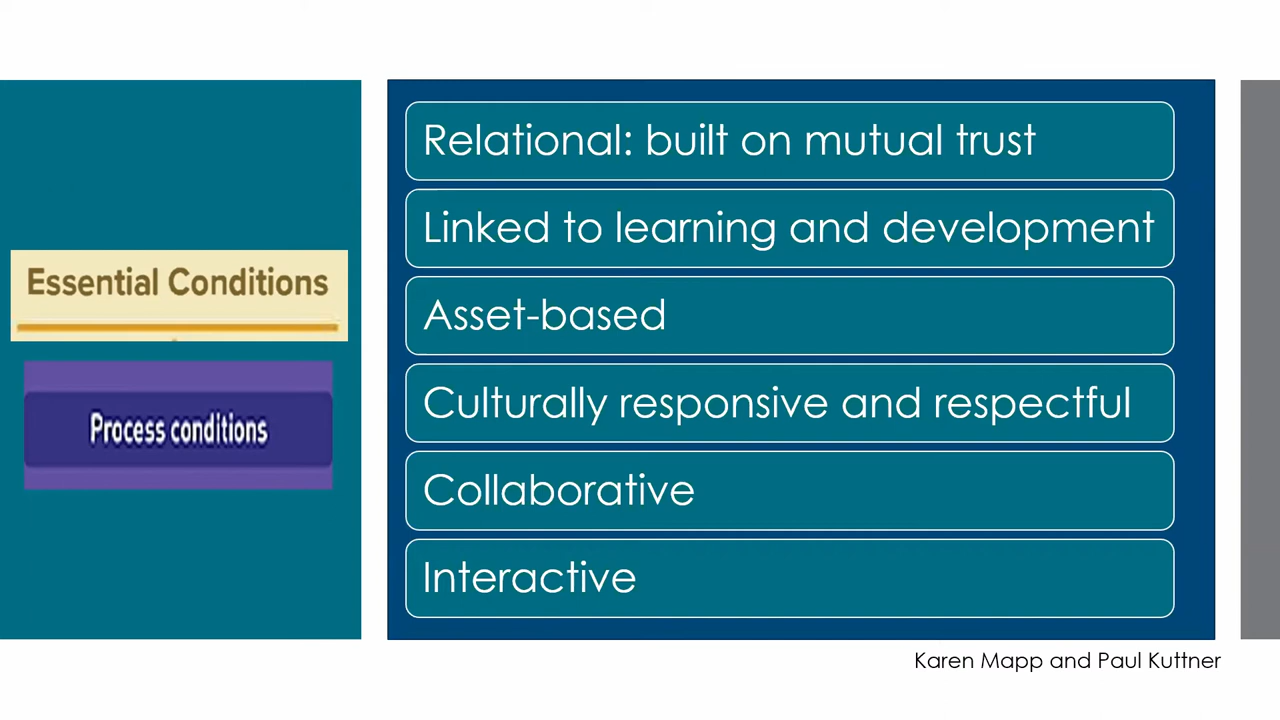 Essential Conditions
Process conditions
Relational: built on mutual trust
Linked to learning and development
Asset-based
Culturally responsive and respectful
Collaborative
Interactive
Karen Mapp and Paul Kuttner